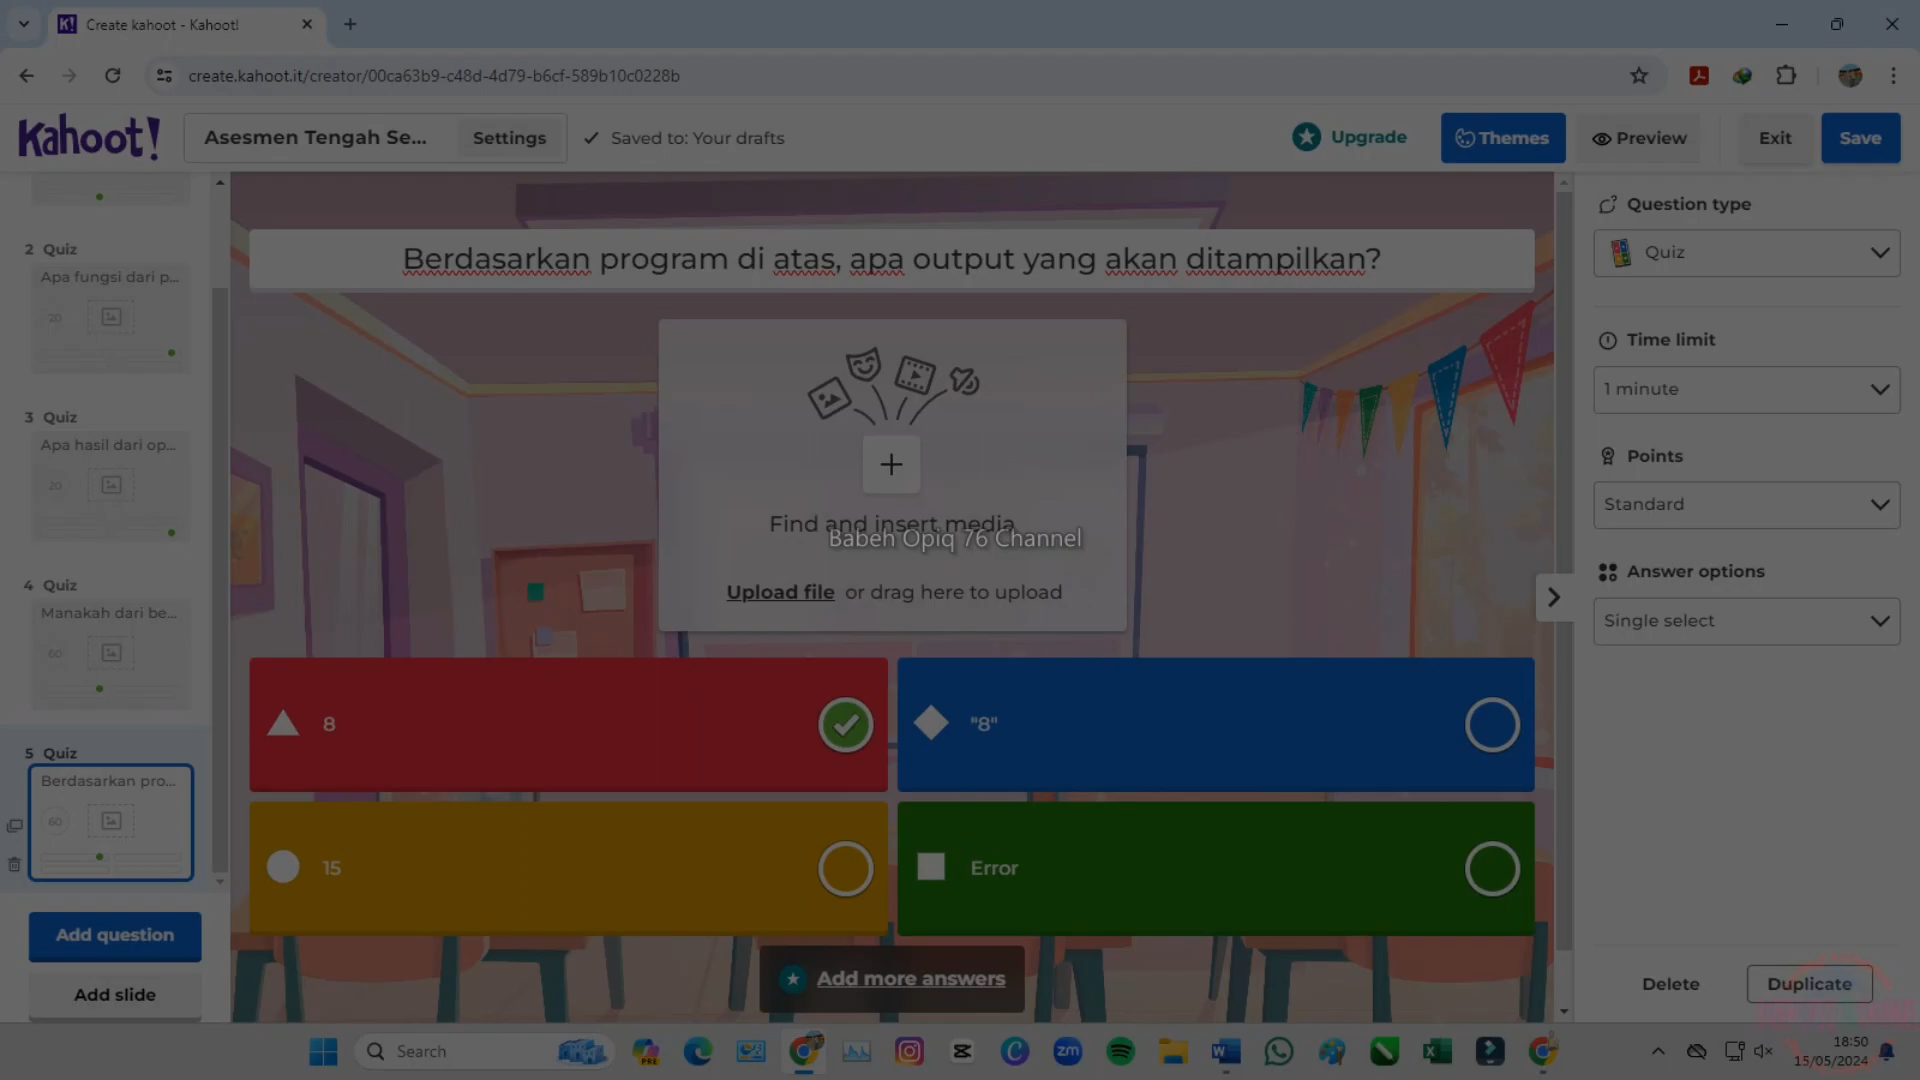 Create kahoot - Kahoot!
create.kahoot.it/creator/00ca63b9-c48d-4d79-b6cf-589b10c0228b
Kahoot!
Asesmen Tengah Se...
Settings
Saved to: Your drafts
Upgrade
Themes
Preview
Exit
Save
2 Quiz
Apa fungsi dari p...
20
3 Quiz
Apa hasil dari op...
20
4 Quiz
Manakah dari be...
60
5 Quiz
Berdasarkan pro...
60
Add question
Add slide
Berdasarkan program di atas, apa output yang akan ditampilkan?
Find and insert media
Babeh Opiq 76 Channel
Upload file or drag here to upload
8
"8"
15
Error
Add more answers
Question type
Quiz
Time limit
1 minute
Points
Standard
Answer options
Single select
Delete
Duplicate
Search
PRE
zm
18:50
15/05/2024